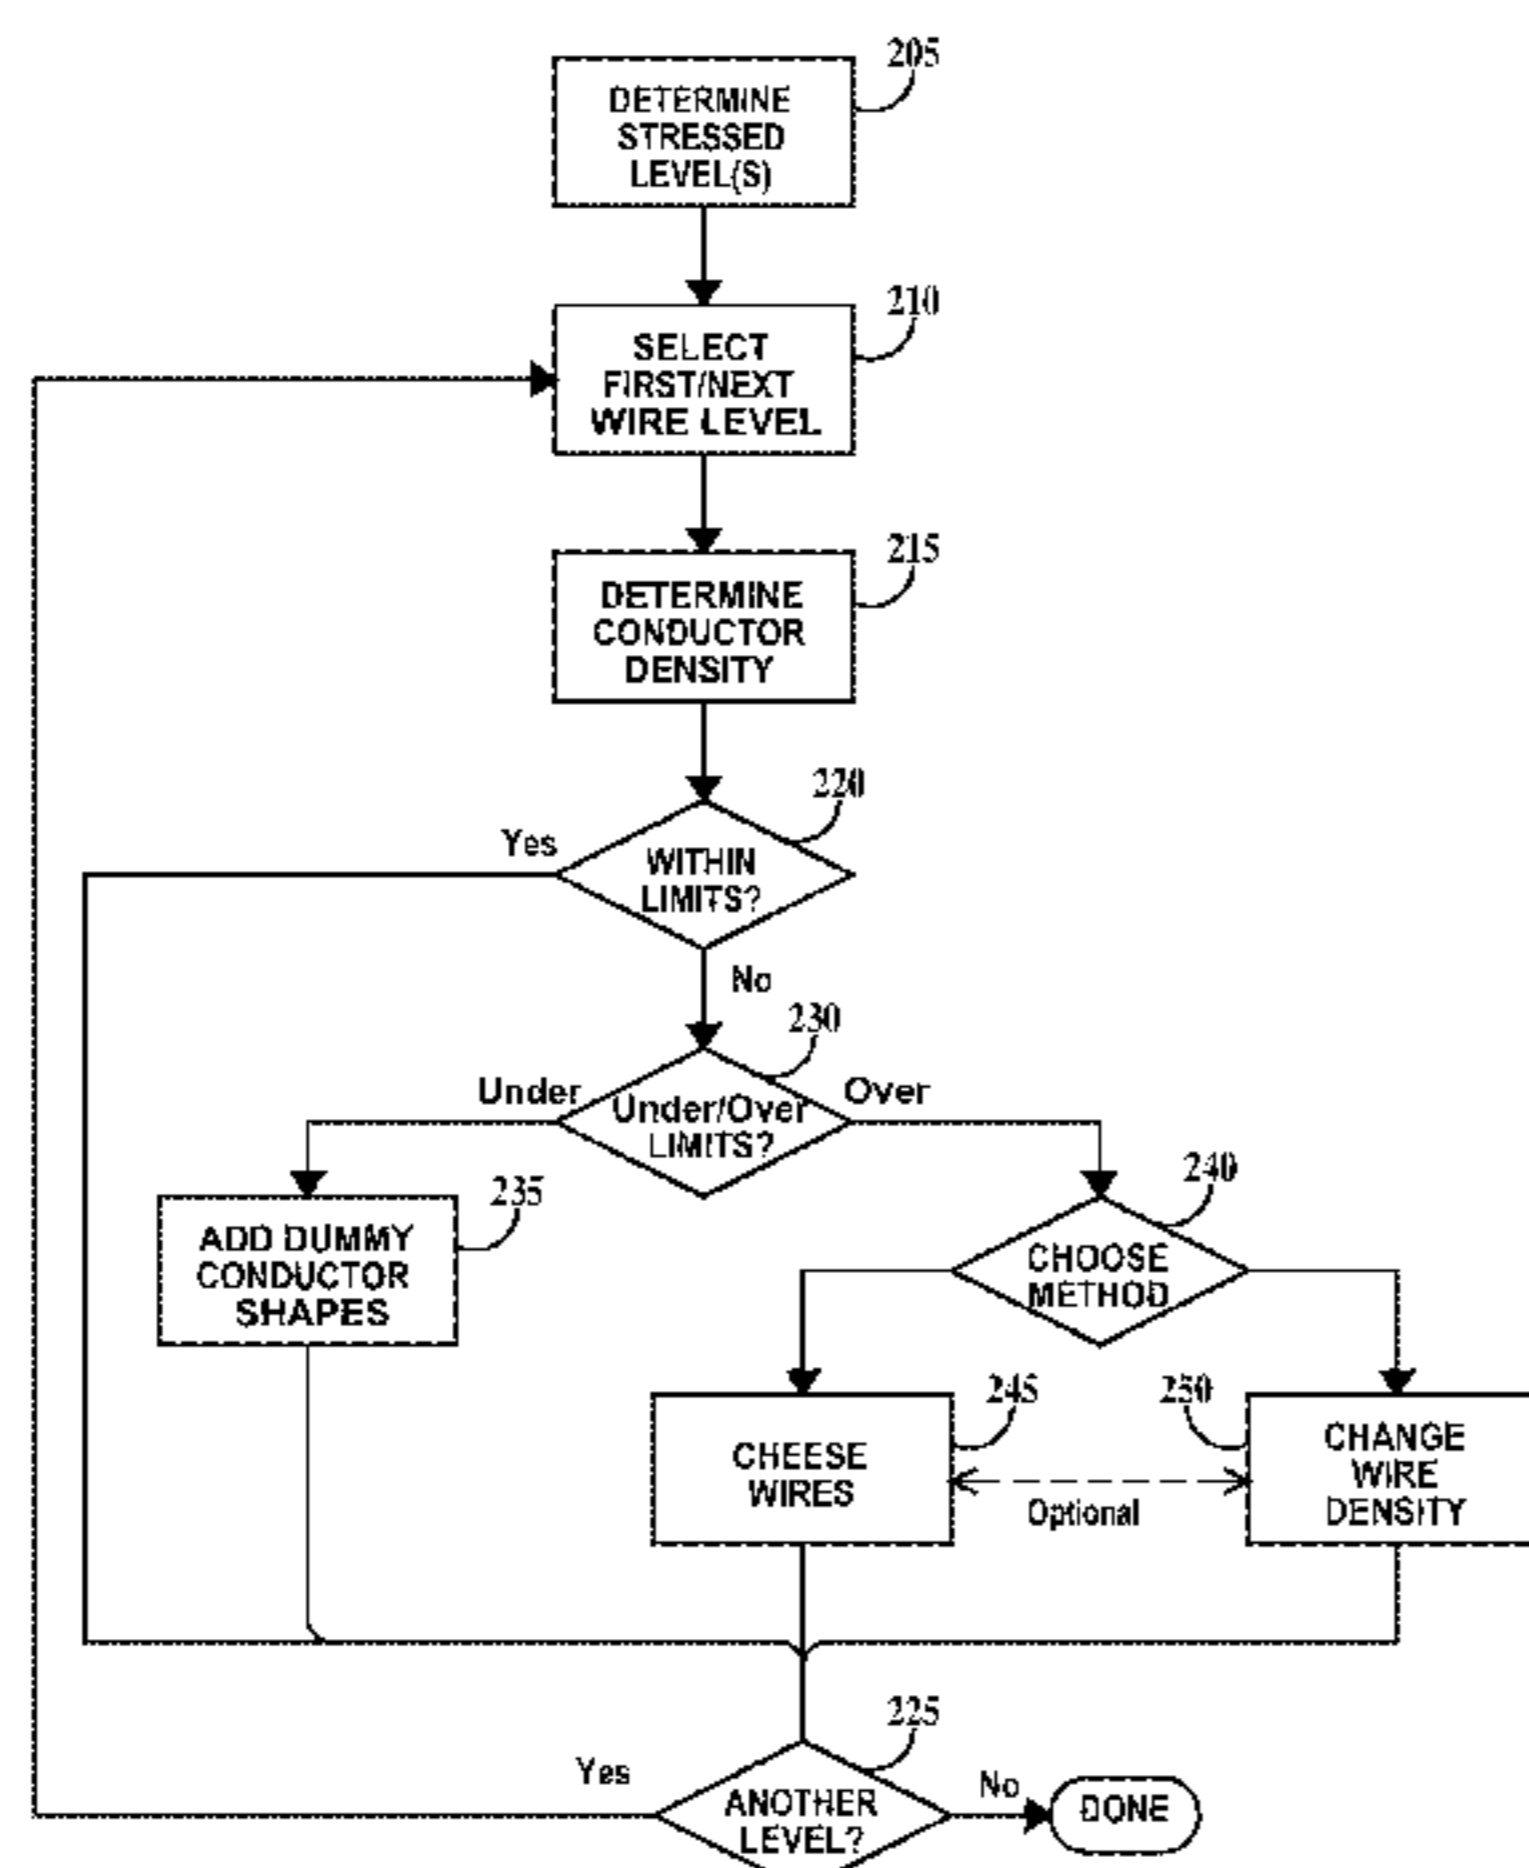 205
DETERMINE
STRESSED
LEVEL(S)
210
SELECT
FIRST/NEXT
WIRE LEVEL
215
DETERMINE
CONDUCTOR
DENSITY
220
Yes
WITHIN
LIMITS?
No
230
Under
Under/Over
LIMITS?
Over
235
ADD DUMMY
CONDUCTOR
SHAPES
240
CHOOSE
METHOD
245
CHEESE
WIRES
Optional
250
CHANGE
WIRE
DENSITY
225
Yes
ANOTHER
LEVEL?
No
DONE